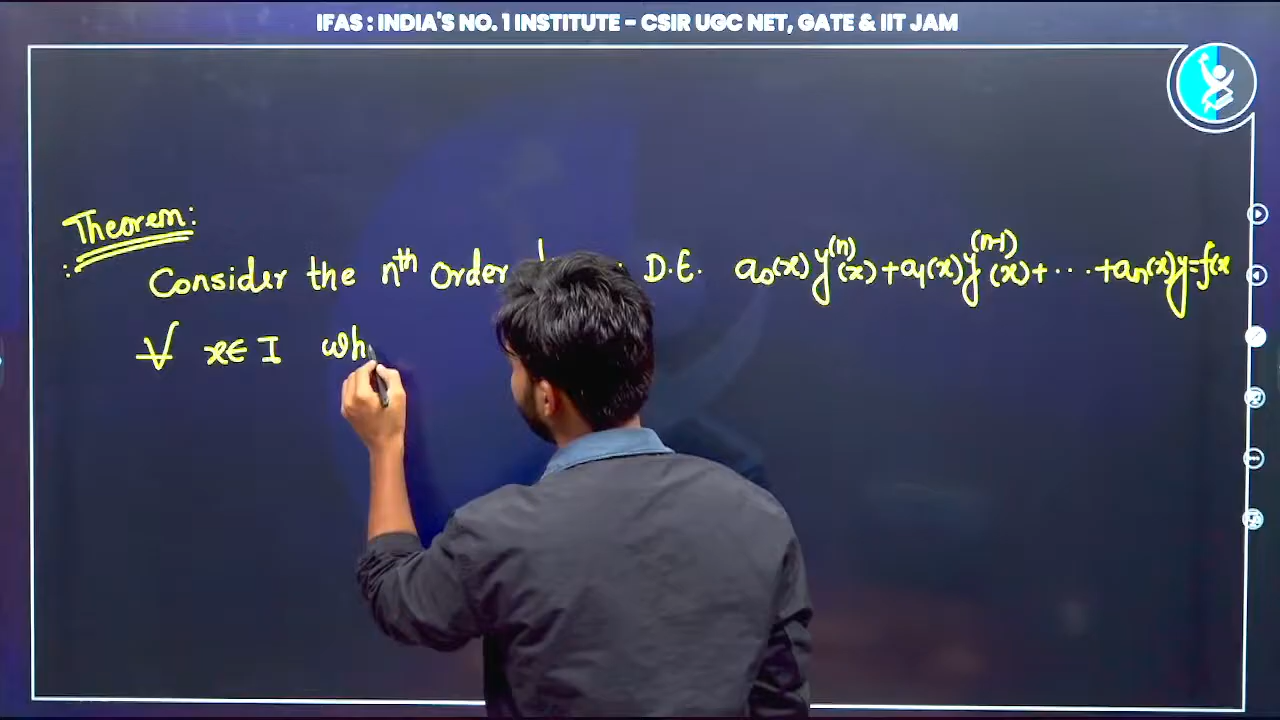 IFAS : INDIA'S NO. 1 INSTITUTE - CSIR UGC NET, GATE & IIT JAM
Theorem:
Consider the nth Order D.E. a₀(x) y⁽ⁿ⁾(x) + a₁(x) y⁽ⁿ⁻¹⁾(x) + ··· + aₙ(x)y=f(x
∀ x∈ I wh